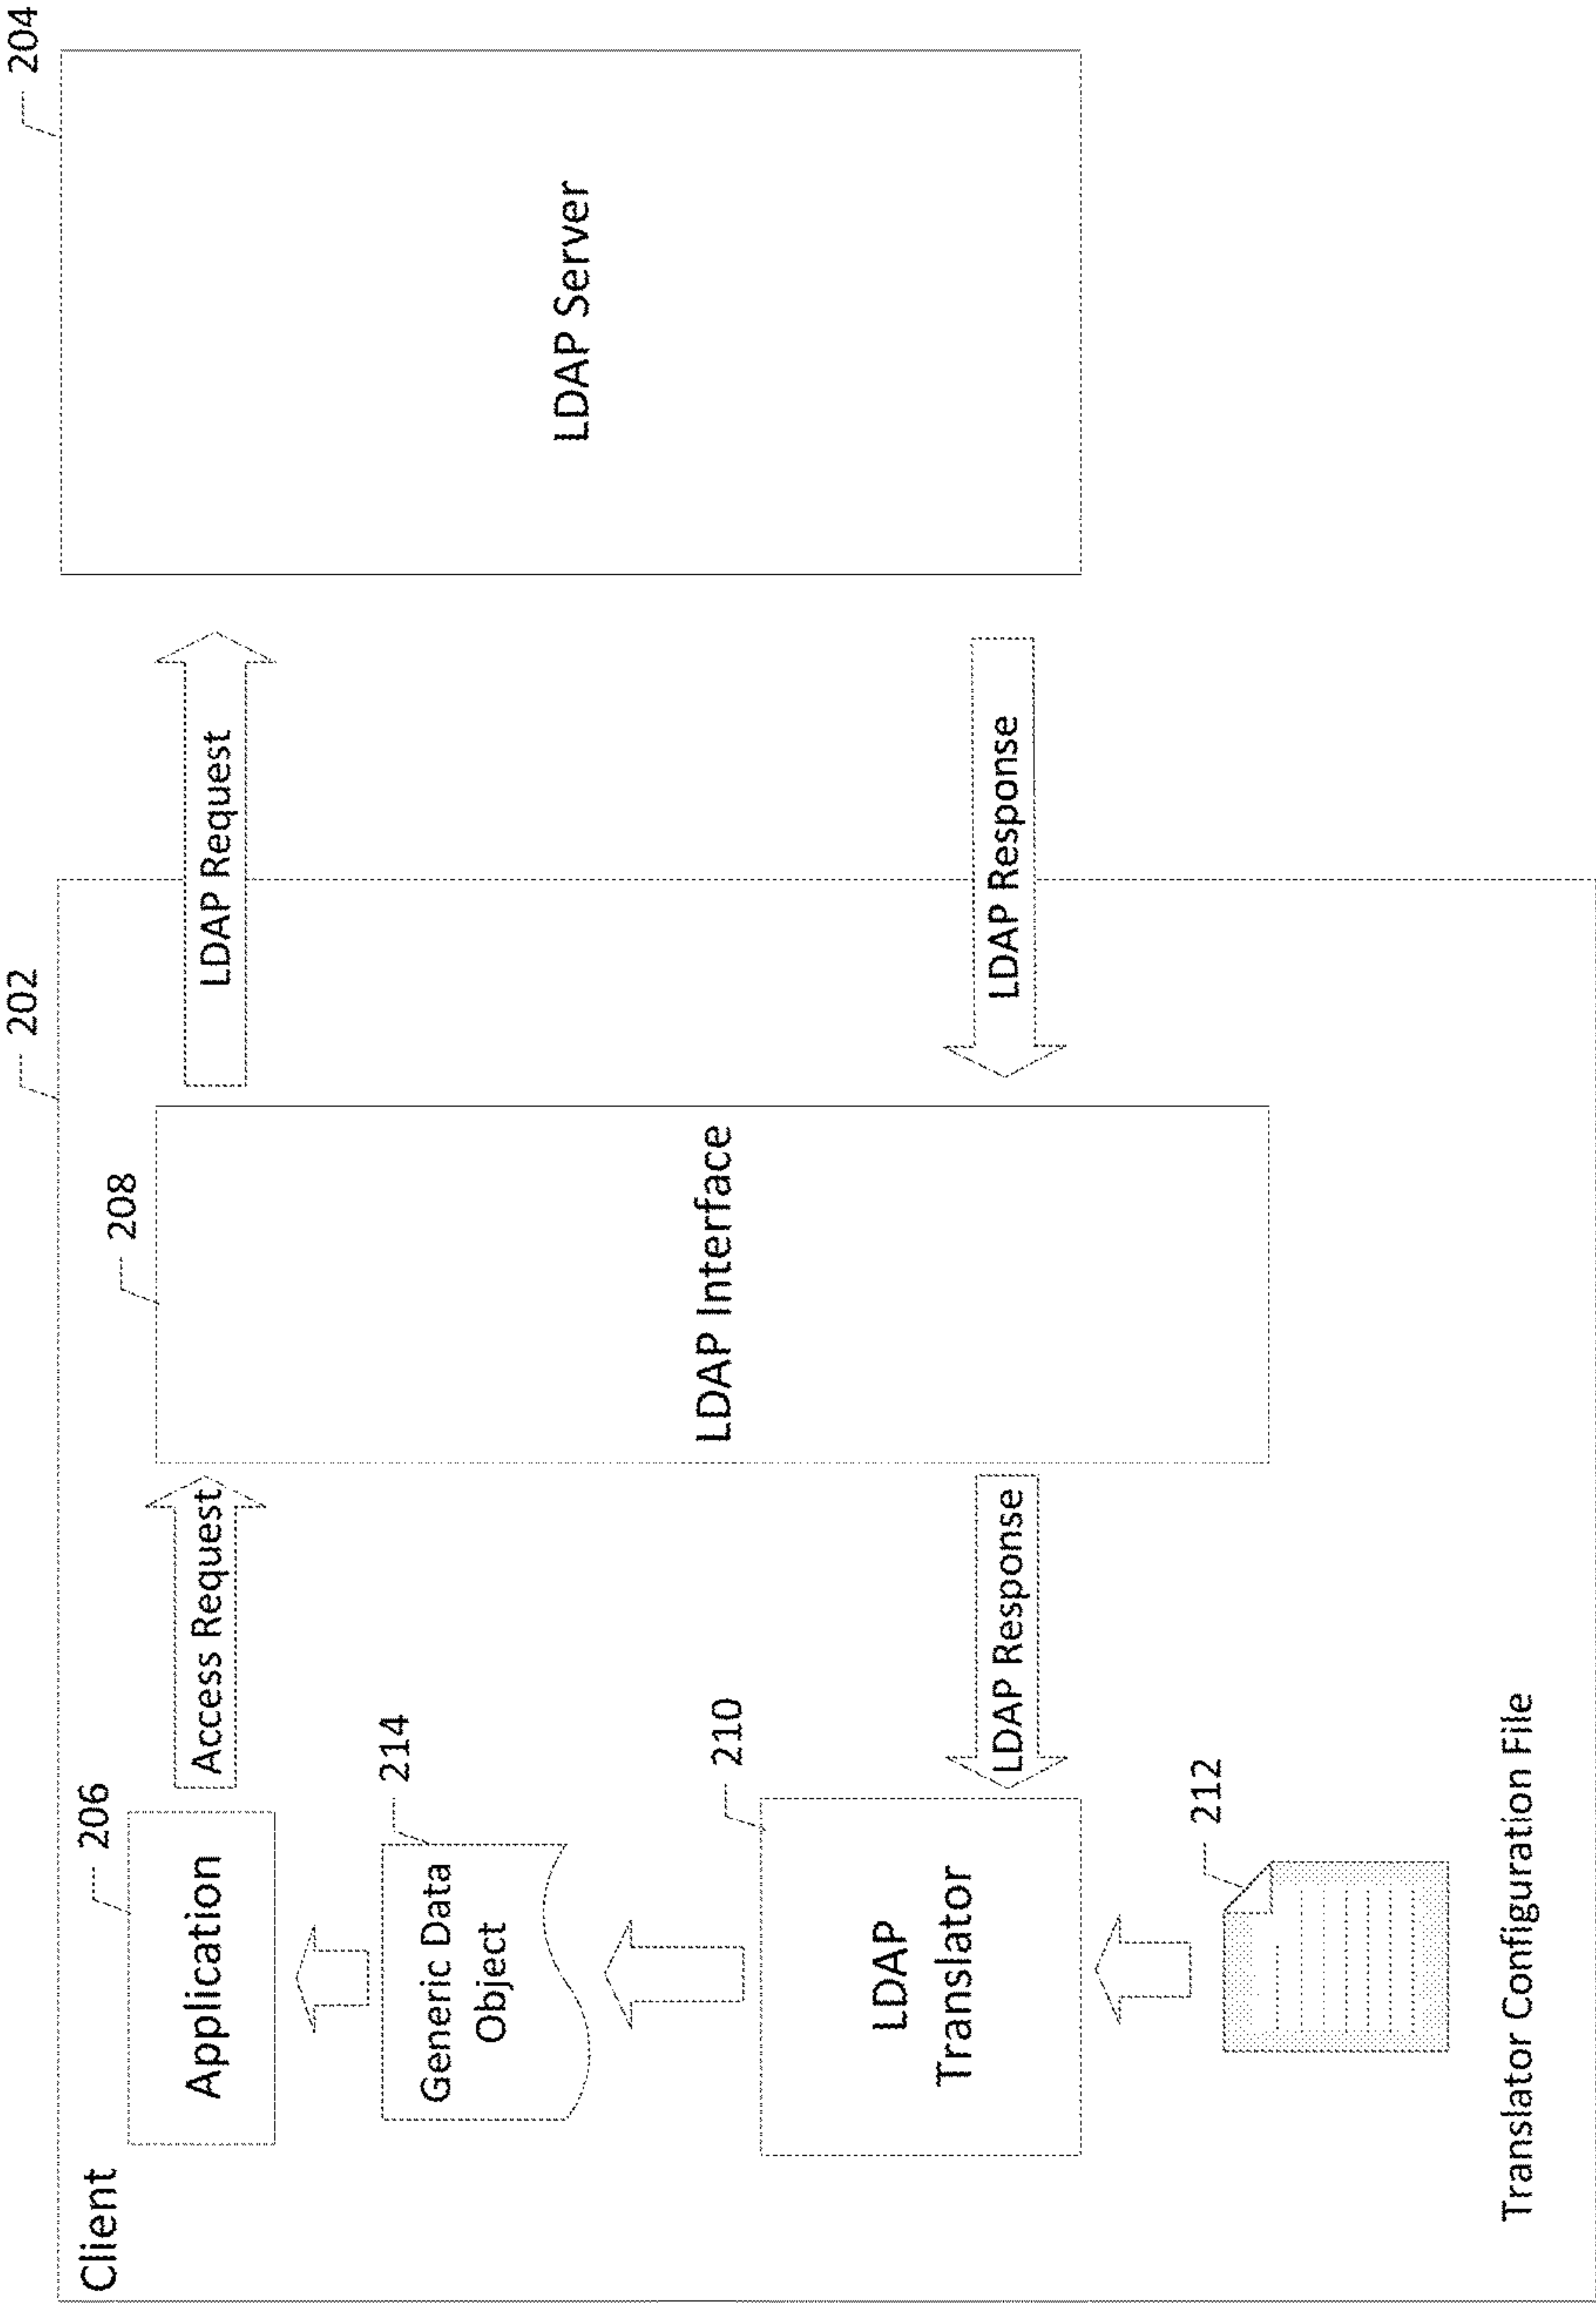 Client
202
204
206
Application
Access Request
208
LDAP Interface
LDAP Request
LDAP Server
214
Generic Data
Object
210
LDAP
Translator
LDAP Response
LDAP Response
212
Translator Configuration File